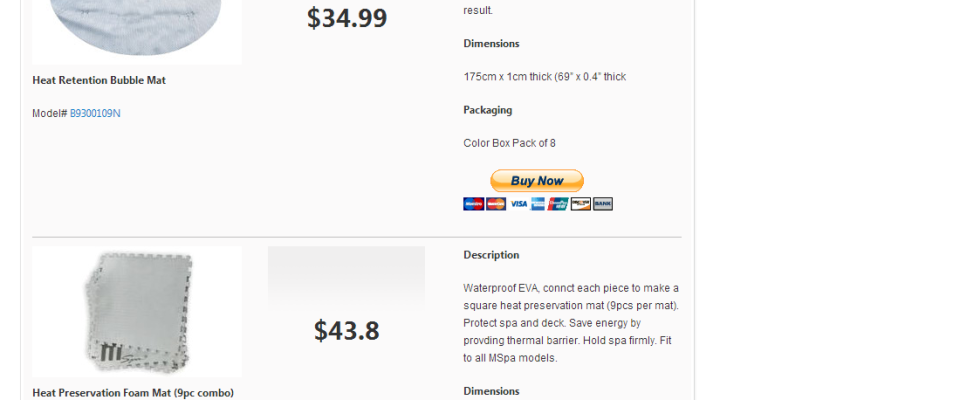 $34.99
result.
Dimensions
175cm x 1cm thick (69” x 0.4” thick
Heat Retention Bubble Mat
Packaging
Model# B9300109N
Color Box Pack of 8
Buy Now
VISA
BANK
Description
Waterproof EVA, connct each piece to make a
square heat preservation mat (9pcs per mat).
Protect spa and deck. Save energy by
provding thermal barrier. Hold spa firmly. Fit
to all MSpa models.
$43.8
Heat Preservation Foam Mat (9pc combo)
Dimensions